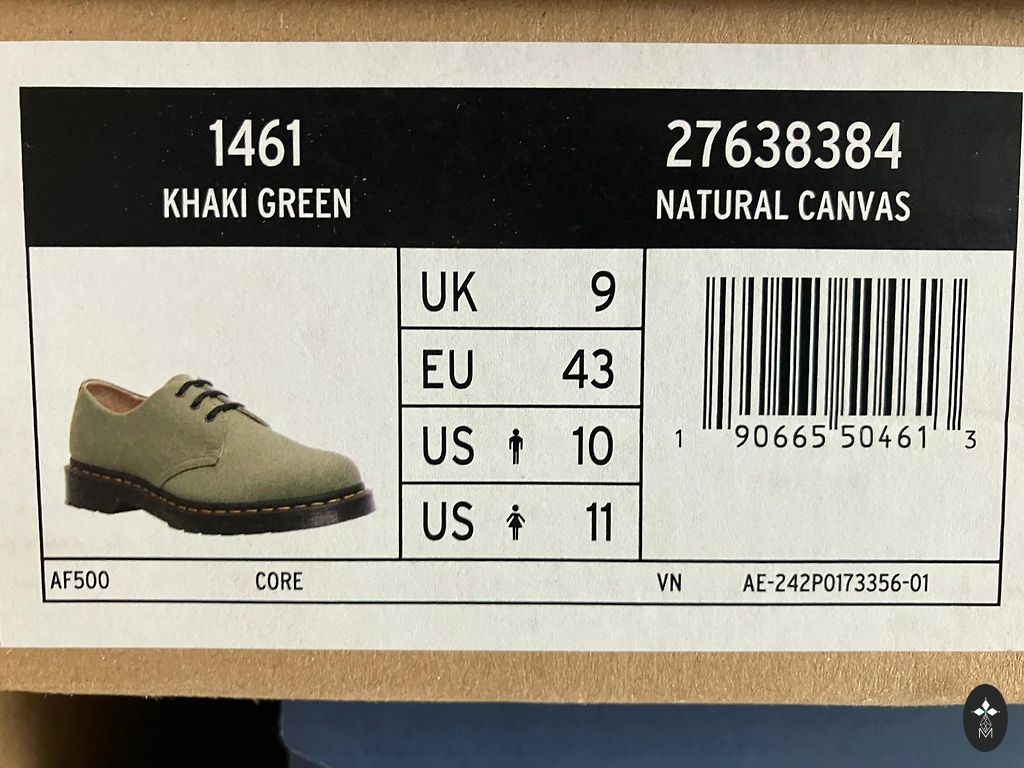 1461
KHAKI GREEN
27638384
NATURAL CANVAS
UK 9
EU 43
US 10
US 11
1 90665 50461 3
AF500 CORE VN AE-242P0173356-01
M